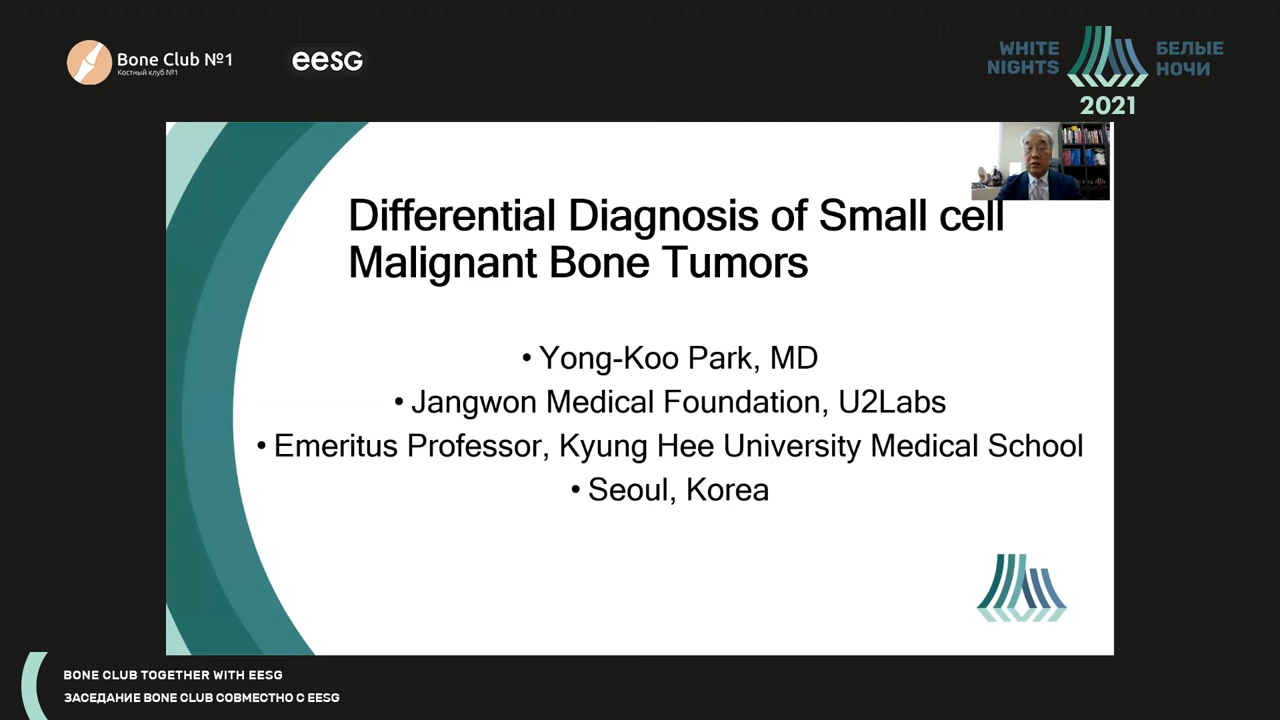 Bone Club №1
Костный клуб №1
eesg
WHITE
NIGHTS
БЕЛЫЕ
НОЧИ
2021
Differential Diagnosis of Small cell
Malignant Bone Tumors
• Yong-Koo Park, MD
• Jangwon Medical Foundation, U2Labs
• Emeritus Professor, Kyung Hee University Medical School
• Seoul, Korea
BONE CLUB TOGETHER WITH EESG
ЗАСЕДАНИЕ BONE CLUB СОВМЕСТНО С EESG